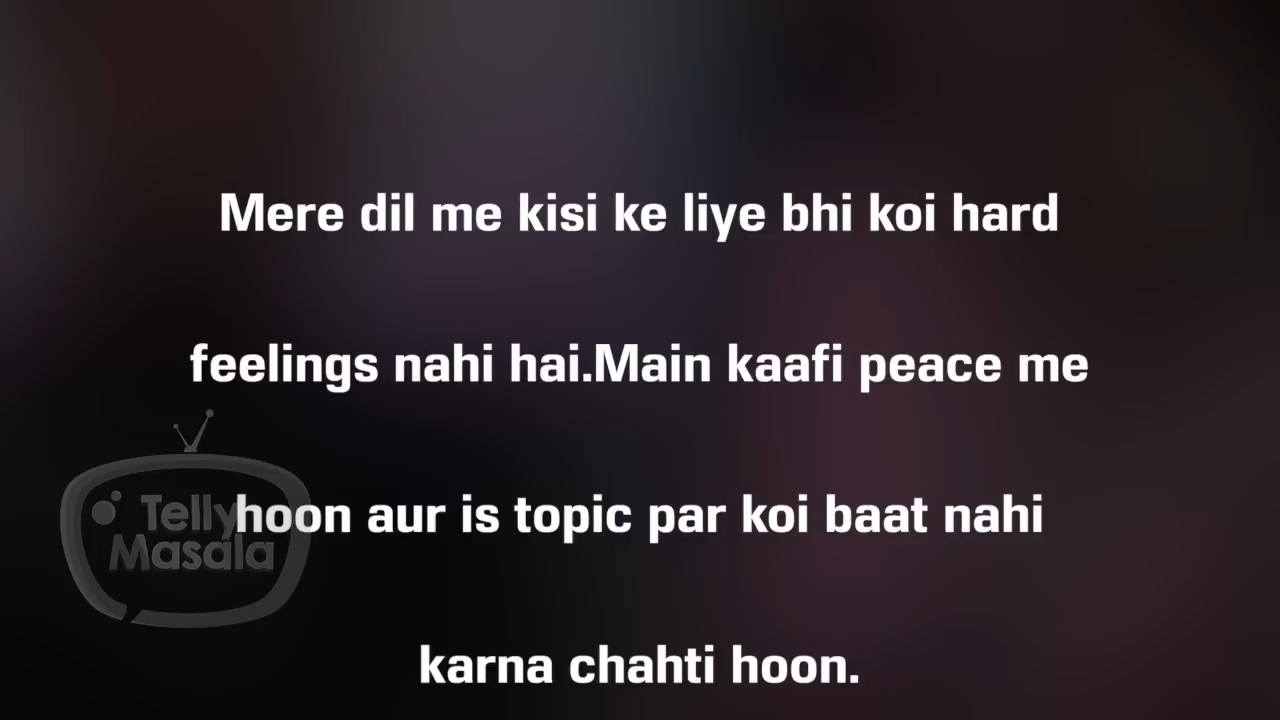 Mere dil me kisi ke liye bhi koi hard
feelings nahi hai.Main kaafi peace me
hoon aur is topic par koi baat nahi
karna chahti hoon.
Telly
Masala